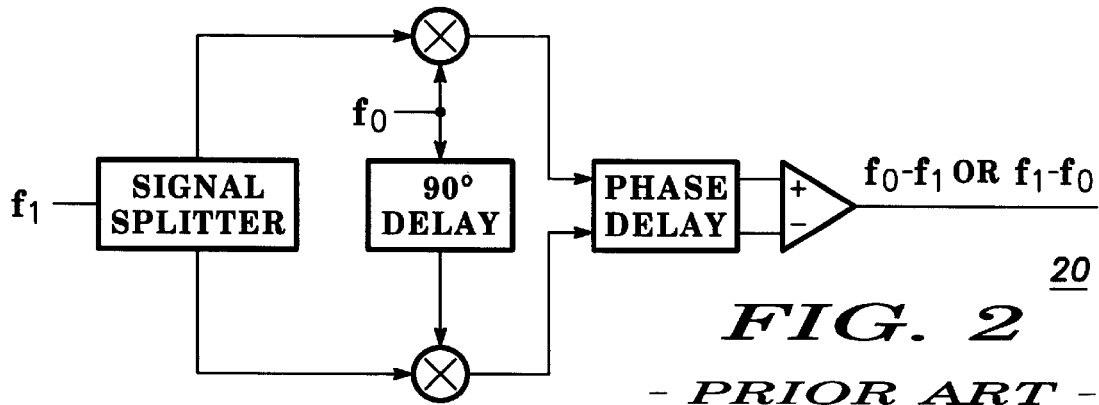 f0
f1
SIGNAL
SPLITTER
90°
DELAY
PHASE
DELAY
+
−
f0-f1 OR f1-f0
20
FIG. 2
- PRIOR ART -